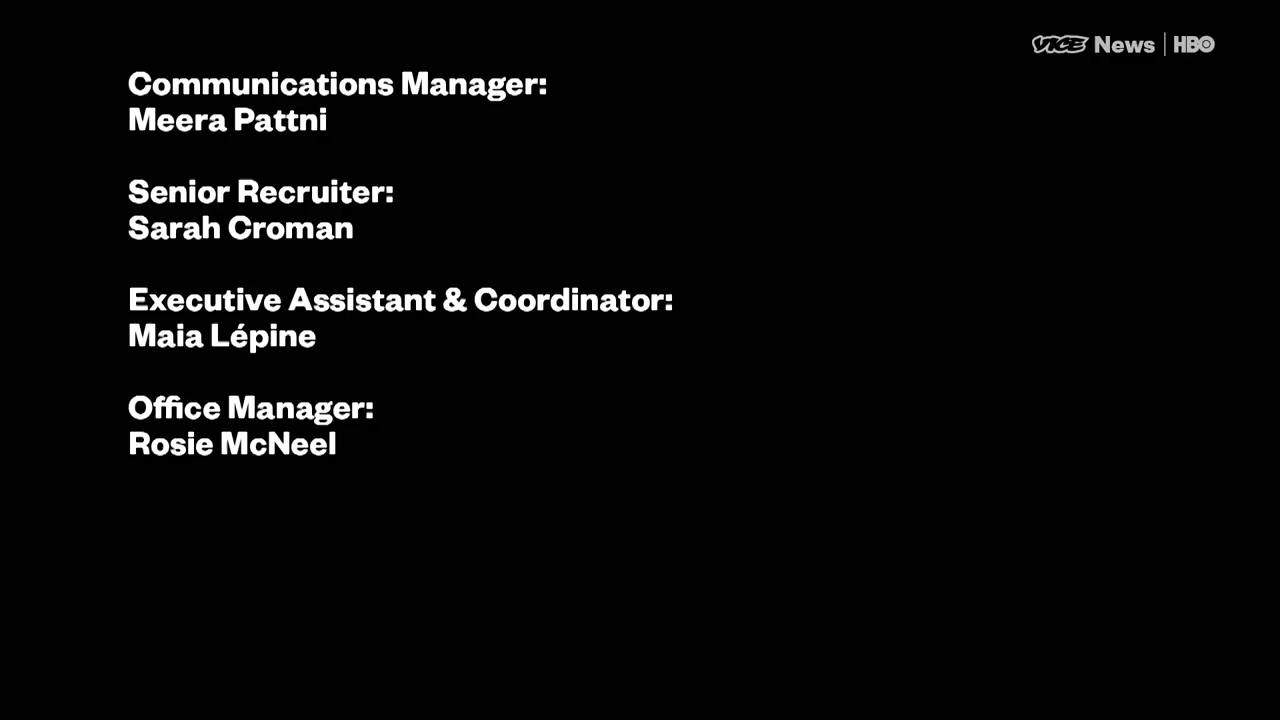 VICE News | HBO
Communications Manager:
Meera Pattni
Senior Recruiter:
Sarah Croman
Executive Assistant & Coordinator:
Maia Lépine
Office Manager:
Rosie McNeel